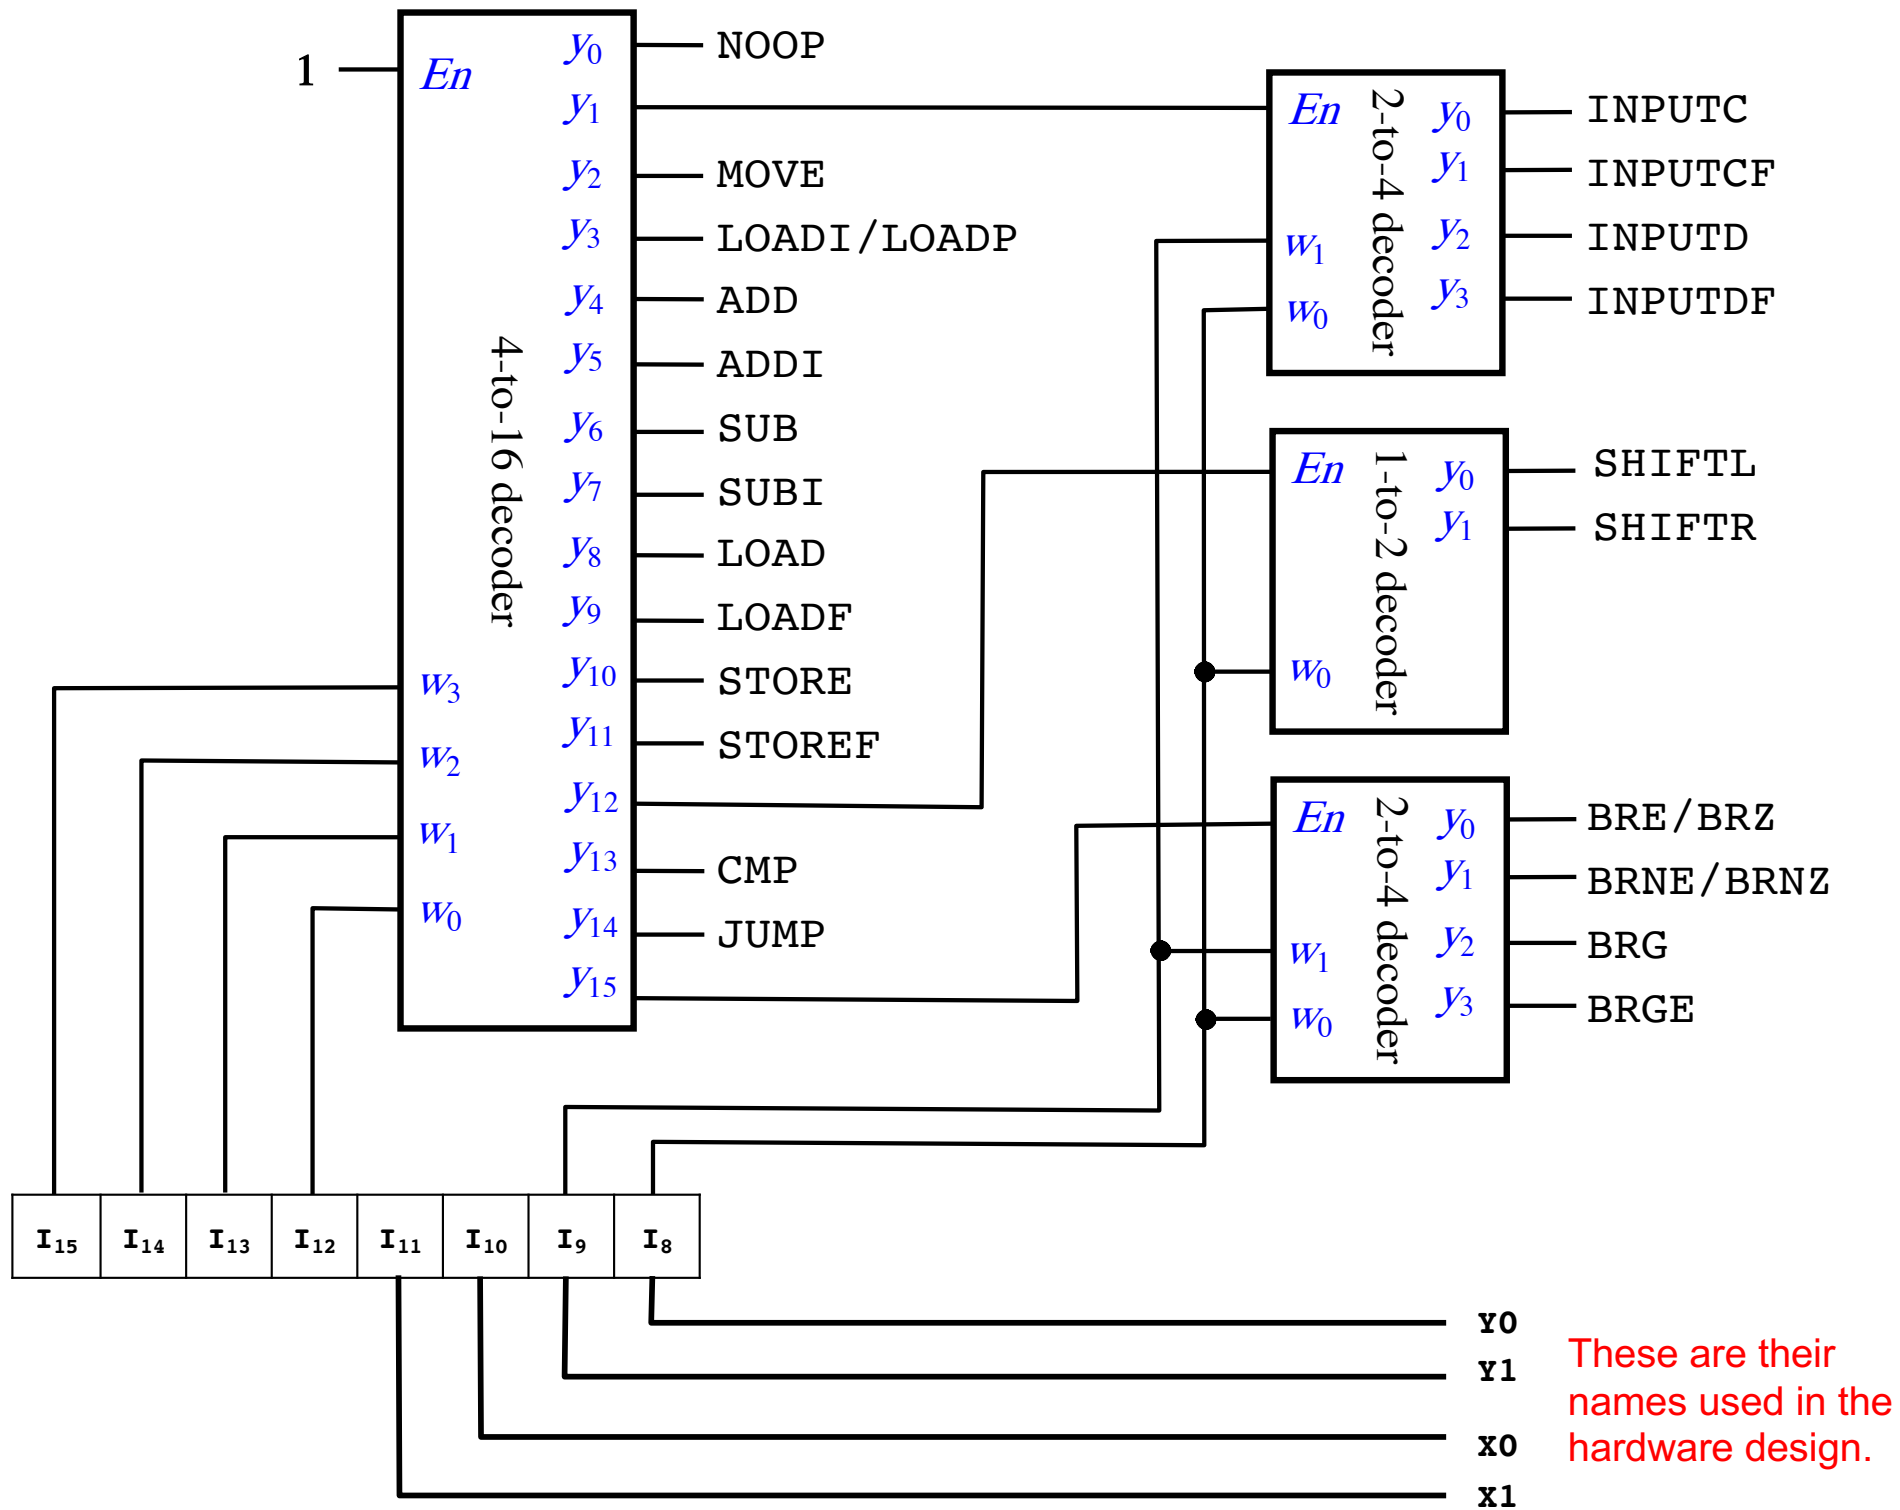 1
En
4-to-16 decoder
w3
w2
w1
w0
y0 NOOP
y1
y2 MOVE
y3 LOADI/LOADP
y4 ADD
y5 ADDI
y6 SUB
y7 SUBI
y8 LOAD
y9 LOADF
y10 STORE
y11 STOREF
y12
y13 CMP
y14 JUMP
y15
En
w1
w0
2-to-4 decoder
y0 INPUTC
y1 INPUTCF
y2 INPUTD
y3 INPUTDF
En
w0
1-to-2 decoder
y0 SHIFTL
y1 SHIFTR
En
w1
w0
2-to-4 decoder
y0 BRE/BRZ
y1 BRNE/BRNZ
y2 BRG
y3 BRGE
I15 I14 I13 I12 I11 I10 I9 I8
Y0
Y1
X0
X1
These are their
names used in the
hardware design.